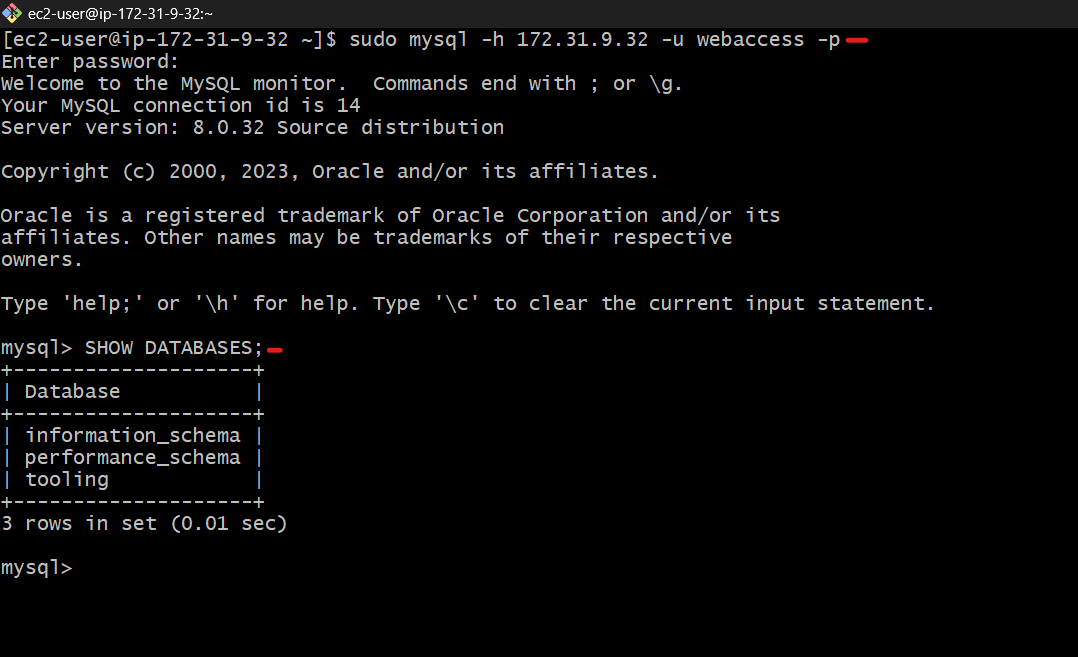 ec2-user@ip-172-31-9-32:~
[ec2-user@ip-172-31-9-32 ~]$ sudo mysql -h 172.31.9.32 -u webaccess -p
Enter password:
Welcome to the MySQL monitor.  Commands end with ; or \g.
Your MySQL connection id is 14
Server version: 8.0.32 Source distribution
Copyright (c) 2000, 2023, Oracle and/or its affiliates.
Oracle is a registered trademark of Oracle Corporation and/or its
affiliates. Other names may be trademarks of their respective
owners.
Type 'help;' or '\h' for help. Type '\c' to clear the current input statement.
mysql> SHOW DATABASES;
+--------------------+
| Database           |
+--------------------+
| information_schema |
| performance_schema |
| tooling            |
+--------------------+
3 rows in set (0.01 sec)
mysql>